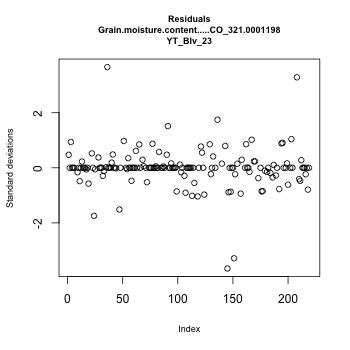 Residuals
Grain.moisture.content.....CO_321.0001198
YT_Blv_23
Standard deviations
2
0
-2
0
50
100
150
200
Index